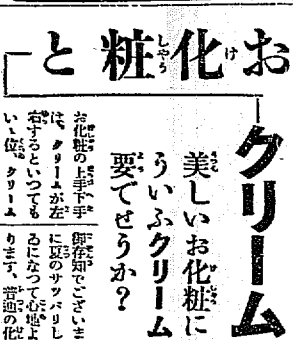 お化粧と
クリーム
美しいお化粧に
ういふクリーム
要でせうか？
お化粧の上手下手
は、クリームが左
右するといつても
いゝ位、クリーム
御存知でございま
に夏のサツパリし
ゐになつて心地よ
ります、普通の化